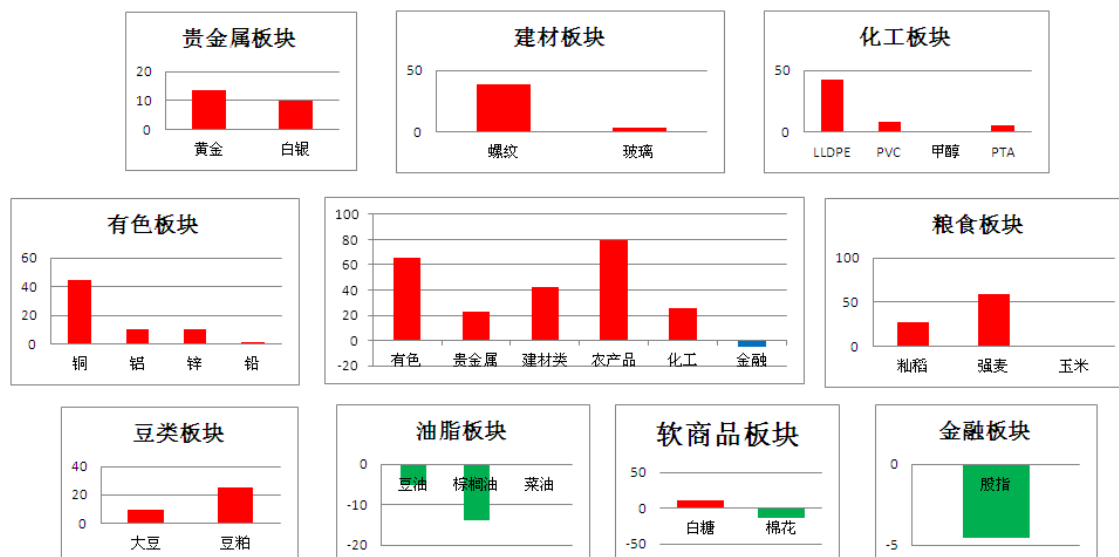 贵金属板块
20
10
0
黄金 白银
建材板块
50
0
螺纹 玻璃
化工板块
50
0
LLDPE PVC 甲醇 PTA
有色板块
60
40
20
0
铜 铝 锌 铅
100
80
60
40
20
0
-20
有色 贵金属 建材类 农产品 化工 金融
粮食板块
100
50
0
籼稻 强麦 玉米
豆类板块
40
20
0
大豆 豆粕
油脂板块
0
豆油 棕榈油 菜油
-10
-20
软商品板块
50
0
白糖 棉花
-50
金融板块
0
股指
-5